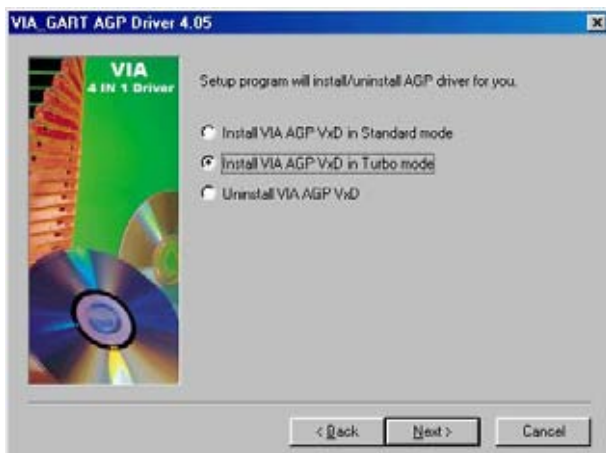 VIA_GART AGP Driver 4.05
VIA
4 IN 1 Driver
Setup program will install/uninstall AGP driver for you.
Install VIA AGP VxD in Standard mode
Install VIA AGP VxD in Turbo mode
Uninstall VIA AGP VxD
< Back
Next >
Cancel